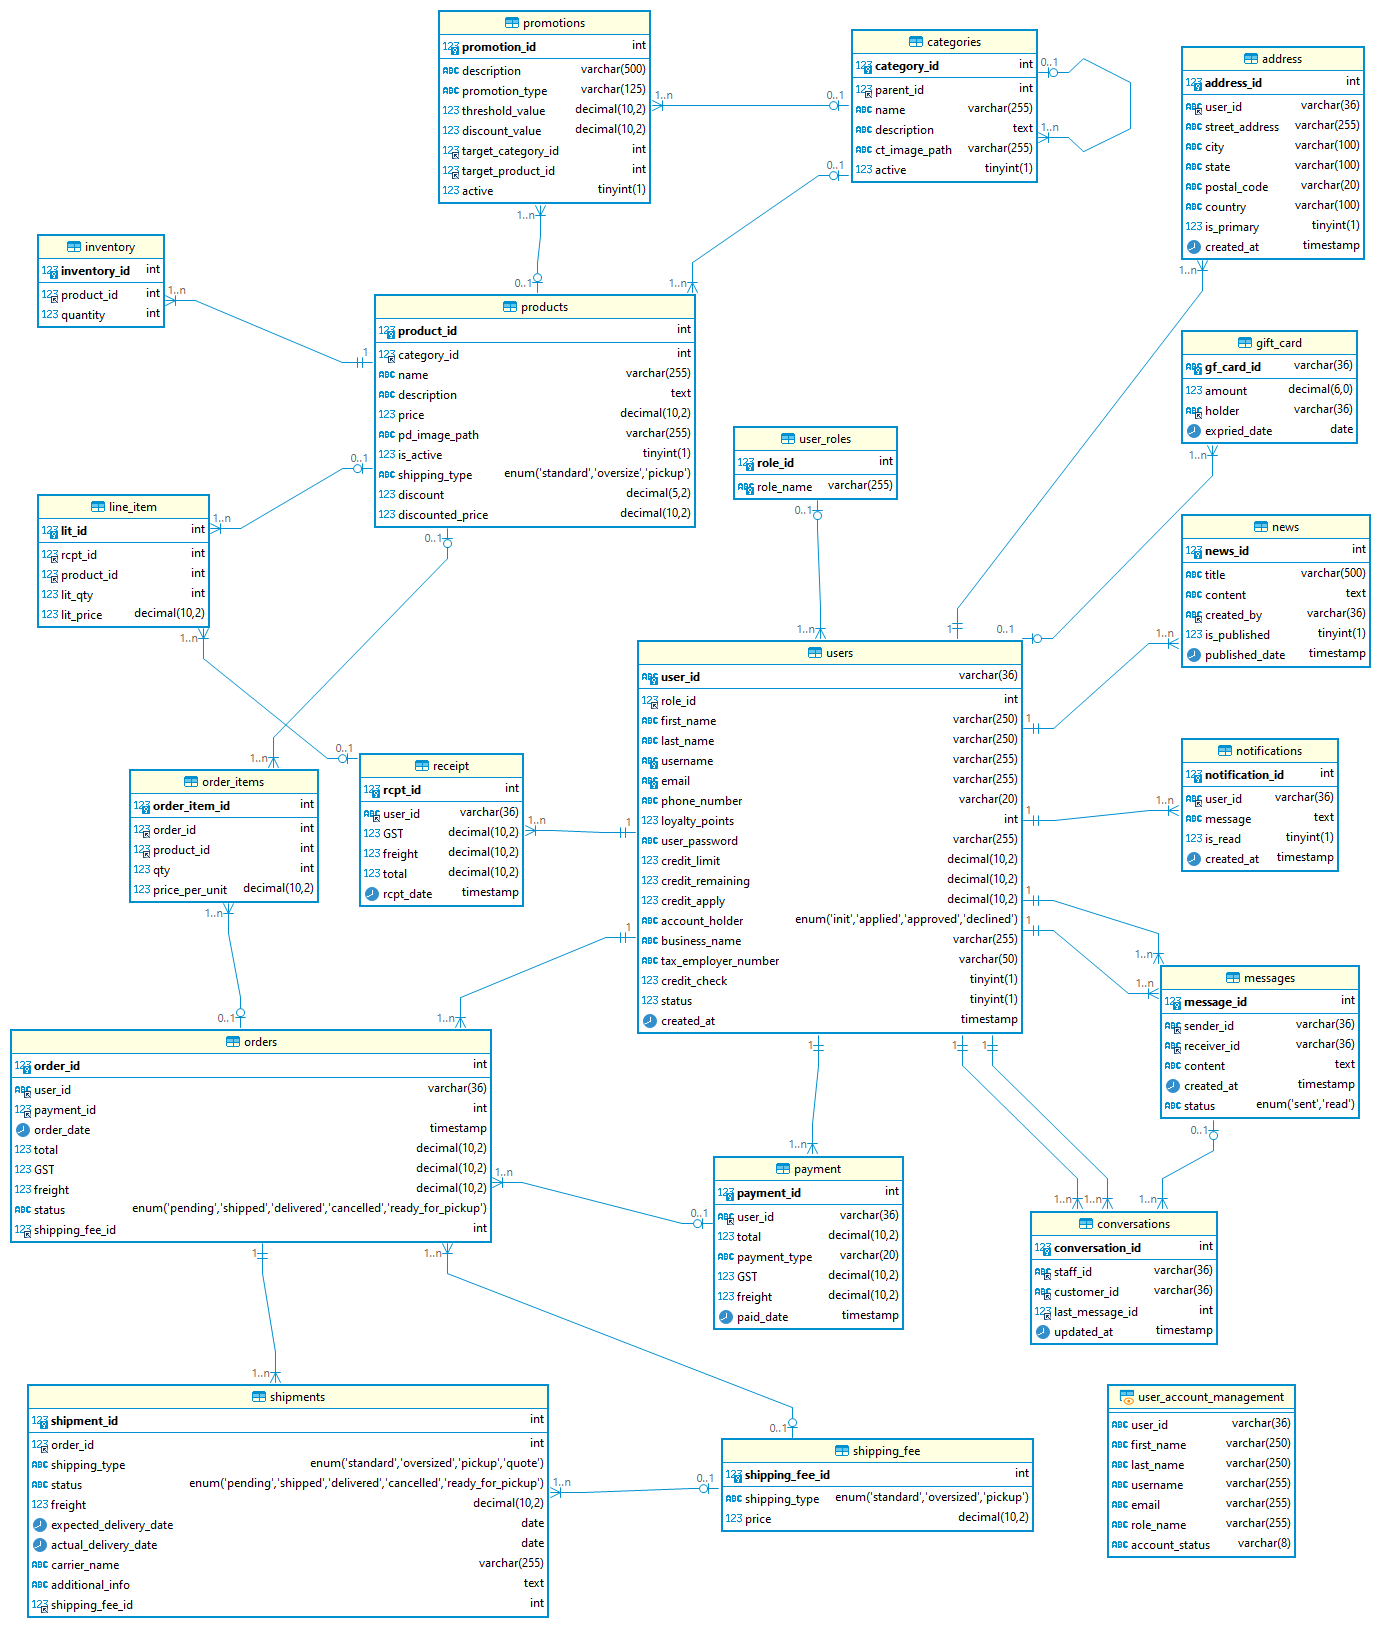 promotions
promotion_id int
description varchar(500)
promotion_type varchar(125)
threshold_value decimal(10,2)
discount_value decimal(10,2)
target_category_id int
target_product_id int
active tinyint(1)
1..n
0..1
1..n
0..1
categories
category_id int
parent_id int
name varchar(255)
description text
ct_image_path varchar(255)
active tinyint(1)
0..1
1..n
0..1
1..n
address
address_id int
user_id varchar(36)
street_address varchar(255)
city varchar(100)
state varchar(100)
postal_code varchar(20)
country varchar(100)
is_primary tinyint(1)
created_at timestamp
1..n
1
inventory
inventory_id int
product_id int
quantity int
1..n
1
products
product_id int
category_id int
name varchar(255)
description text
price decimal(10,2)
pd_image_path varchar(255)
is_active tinyint(1)
shipping_type enum('standard','oversize','pickup')
discount decimal(5,2)
discounted_price decimal(10,2)
0..1
1..n
0..1
1..n
gift_card
gf_card_id varchar(36)
amount decimal(6,0)
holder varchar(36)
expried_date date
1..n
0..1
user_roles
role_id int
role_name varchar(255)
0..1
1..n
line_item
lit_id int
rcpt_id int
product_id int
lit_qty int
lit_price decimal(10,2)
1..n
0..1
news
news_id int
title varchar(500)
content text
created_by varchar(36)
is_published tinyint(1)
published_date timestamp
1..n
1
users
user_id varchar(36)
role_id int
first_name varchar(250)
last_name varchar(250)
username varchar(255)
email varchar(255)
phone_number varchar(20)
loyalty_points int
user_password varchar(255)
credit_limit decimal(10,2)
credit_remaining decimal(10,2)
credit_apply decimal(10,2)
account_holder enum('init','applied','approved','declined')
business_name varchar(255)
tax_employer_number varchar(50)
credit_check tinyint(1)
status tinyint(1)
created_at timestamp
notifications
notification_id int
user_id varchar(36)
message text
is_read tinyint(1)
created_at timestamp
1
1..n
receipt
rcpt_id int
user_id varchar(36)
GST decimal(10,2)
freight decimal(10,2)
total decimal(10,2)
rcpt_date timestamp
1..n
1
order_items
order_item_id int
order_id int
product_id int
qty int
price_per_unit decimal(10,2)
1..n
0..1
1
1..n
1
1..n
1
1..n
messages
message_id int
sender_id varchar(36)
receiver_id varchar(36)
content text
created_at timestamp
status enum('sent','read')
0..1
1..n
orders
order_id int
user_id varchar(36)
payment_id int
order_date timestamp
total decimal(10,2)
GST decimal(10,2)
freight decimal(10,2)
status enum('pending','shipped','delivered','cancelled','ready_for_pickup')
shipping_fee_id int
1..n
0..1
1
1..n
1
1
1..n
1..n
payment
payment_id int
user_id varchar(36)
total decimal(10,2)
payment_type varchar(20)
GST decimal(10,2)
freight decimal(10,2)
paid_date timestamp
conversations
conversation_id int
staff_id varchar(36)
customer_id varchar(36)
last_message_id int
updated_at timestamp
1
1..n
1..n
0..1
shipments
shipment_id int
order_id int
shipping_type enum('standard','oversized','pickup','quote')
status enum('pending','shipped','delivered','cancelled','ready_for_pickup')
freight decimal(10,2)
expected_delivery_date date
actual_delivery_date date
carrier_name varchar(255)
additional_info text
shipping_fee_id int
1..n
0..1
shipping_fee
shipping_fee_id int
shipping_type enum('standard','oversized','pickup')
price decimal(10,2)
user_account_management
user_id varchar(36)
first_name varchar(250)
last_name varchar(250)
username varchar(255)
email varchar(255)
role_name varchar(255)
account_status varchar(8)